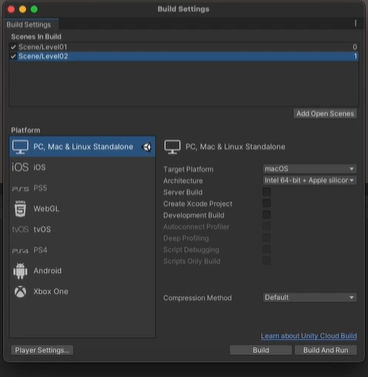 Build Settings
Build Settings
Scenes In Build
Scene/Level01 0
Scene/Level02 1
Add Open Scenes
Platform
PC, Mac & Linux Standalone
iOS iOS
PS5
WebGL
tvOS tvOS
PS4 PS4
Android
Xbox One
PC, Mac & Linux Standalone
Target Platform macOS
Architecture Intel 64-bit + Apple silicor
Server Build
Create Xcode Project
Development Build
Autoconnect Profiler
Deep Profiling
Script Debugging
Scripts Only Build
Compression Method Default
Learn about Unity Cloud Build
Player Settings...
Build
Build And Run